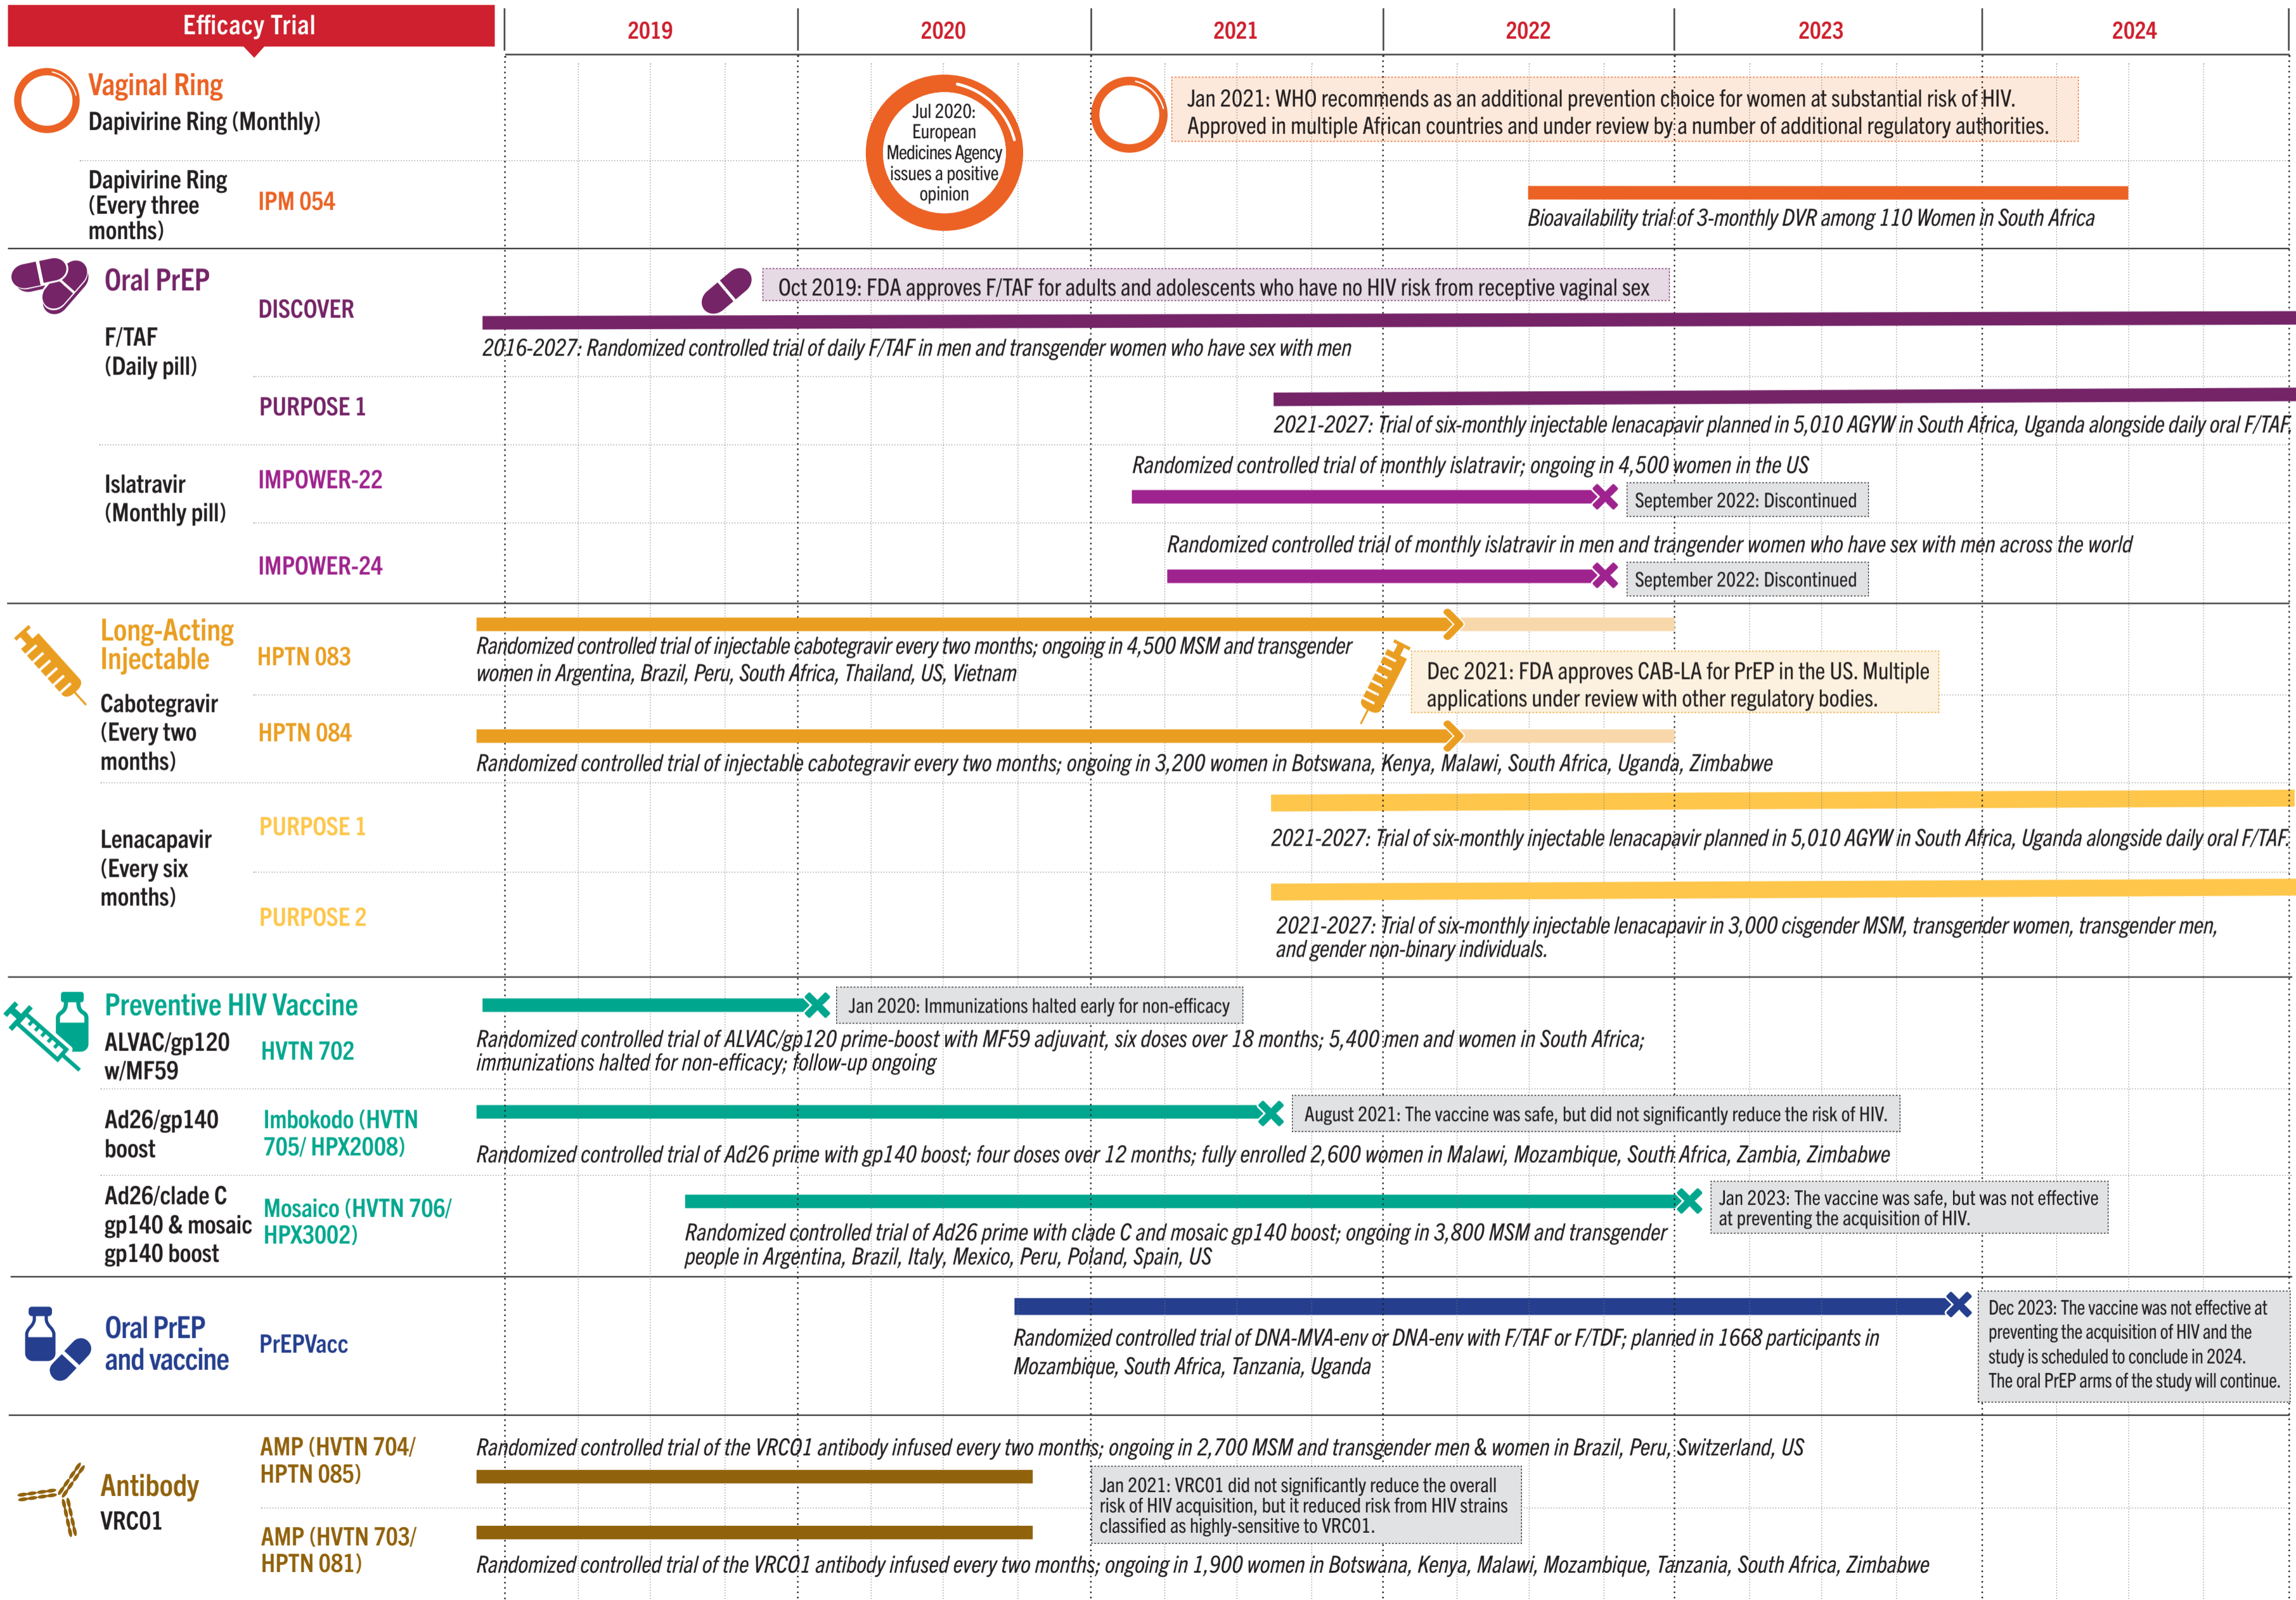 Efficacy Trial
2019
2020
2021
2022
2023
2024
Vaginal Ring
Dapivirine Ring (Monthly)
Jul 2020:
European
Medicines Agency
issues a positive
opinion
Jan 2021: WHO recommends as an additional prevention choice for women at substantial risk of HIV.
Approved in multiple African countries and under review by a number of additional regulatory authorities.
Dapivirine Ring
(Every three
months)
IPM 054
Bioavailability trial of 3-monthly DVR among 110 Women in South Africa
Oral PrEP
F/TAF
(Daily pill)
DISCOVER
Oct 2019: FDA approves F/TAF for adults and adolescents who have no HIV risk from receptive vaginal sex
2016-2027: Randomized controlled trial of daily F/TAF in men and transgender women who have sex with men
PURPOSE 1
2021-2027: Trial of six-monthly injectable lenacapavir planned in 5,010 AGYW in South Africa, Uganda alongside daily oral F/TAF.
Islatravir
(Monthly pill)
IMPOWER-22
Randomized controlled trial of monthly islatravir; ongoing in 4,500 women in the US
September 2022: Discontinued
IMPOWER-24
Randomized controlled trial of monthly islatravir in men and trangender women who have sex with men across the world
September 2022: Discontinued
Long-Acting
Injectable
Cabotegravir
(Every two
months)
HPTN 083
Randomized controlled trial of injectable cabotegravir every two months; ongoing in 4,500 MSM and transgender
women in Argentina, Brazil, Peru, South Africa, Thailand, US, Vietnam
Dec 2021: FDA approves CAB-LA for PrEP in the US. Multiple
applications under review with other regulatory bodies.
HPTN 084
Randomized controlled trial of injectable cabotegravir every two months; ongoing in 3,200 women in Botswana, Kenya, Malawi, South Africa, Uganda, Zimbabwe
Lenacapavir
(Every six
months)
PURPOSE 1
2021-2027: Trial of six-monthly injectable lenacapavir planned in 5,010 AGYW in South Africa, Uganda alongside daily oral F/TAF.
PURPOSE 2
2021-2027: Trial of six-monthly injectable lenacapavir in 3,000 cisgender MSM, transgender women, transgender men,
and gender non-binary individuals.
Preventive HIV Vaccine
ALVAC/gp120
w/MF59
HVTN 702
Jan 2020: Immunizations halted early for non-efficacy
Randomized controlled trial of ALVAC/gp120 prime-boost with MF59 adjuvant, six doses over 18 months; 5,400 men and women in South Africa;
immunizations halted for non-efficacy; follow-up ongoing
Ad26/gp140
boost
Imbokodo (HVTN
705/ HPX2008)
August 2021: The vaccine was safe, but did not significantly reduce the risk of HIV.
Randomized controlled trial of Ad26 prime with gp140 boost; four doses over 12 months; fully enrolled 2,600 women in Malawi, Mozambique, South Africa, Zambia, Zimbabwe
Ad26/clade C
gp140 & mosaic
gp140 boost
Mosaico (HVTN 706/
HPX3002)
Jan 2023: The vaccine was safe, but was not effective
at preventing the acquisition of HIV.
Randomized controlled trial of Ad26 prime with clade C and mosaic gp140 boost; ongoing in 3,800 MSM and transgender
people in Argentina, Brazil, Italy, Mexico, Peru, Poland, Spain, US
Oral PrEP
and vaccine
PrEPVacc
Randomized controlled trial of DNA-MVA-env or DNA-env with F/TAF or F/TDF; planned in 1668 participants in
Mozambique, South Africa, Tanzania, Uganda
Dec 2023: The vaccine was not effective at
preventing the acquisition of HIV and the
study is scheduled to conclude in 2024.
The oral PrEP arms of the study will continue.
Antibody
VRC01
AMP (HVTN 704/
HPTN 085)
Randomized controlled trial of the VRC01 antibody infused every two months; ongoing in 2,700 MSM and transgender men & women in Brazil, Peru, Switzerland, US
Jan 2021: VRC01 did not significantly reduce the overall
risk of HIV acquisition, but it reduced risk from HIV strains
classified as highly-sensitive to VRC01.
AMP (HVTN 703/
HPTN 081)
Randomized controlled trial of the VRC01 antibody infused every two months; ongoing in 1,900 women in Botswana, Kenya, Malawi, Mozambique, Tanzania, South Africa, Zimbabwe